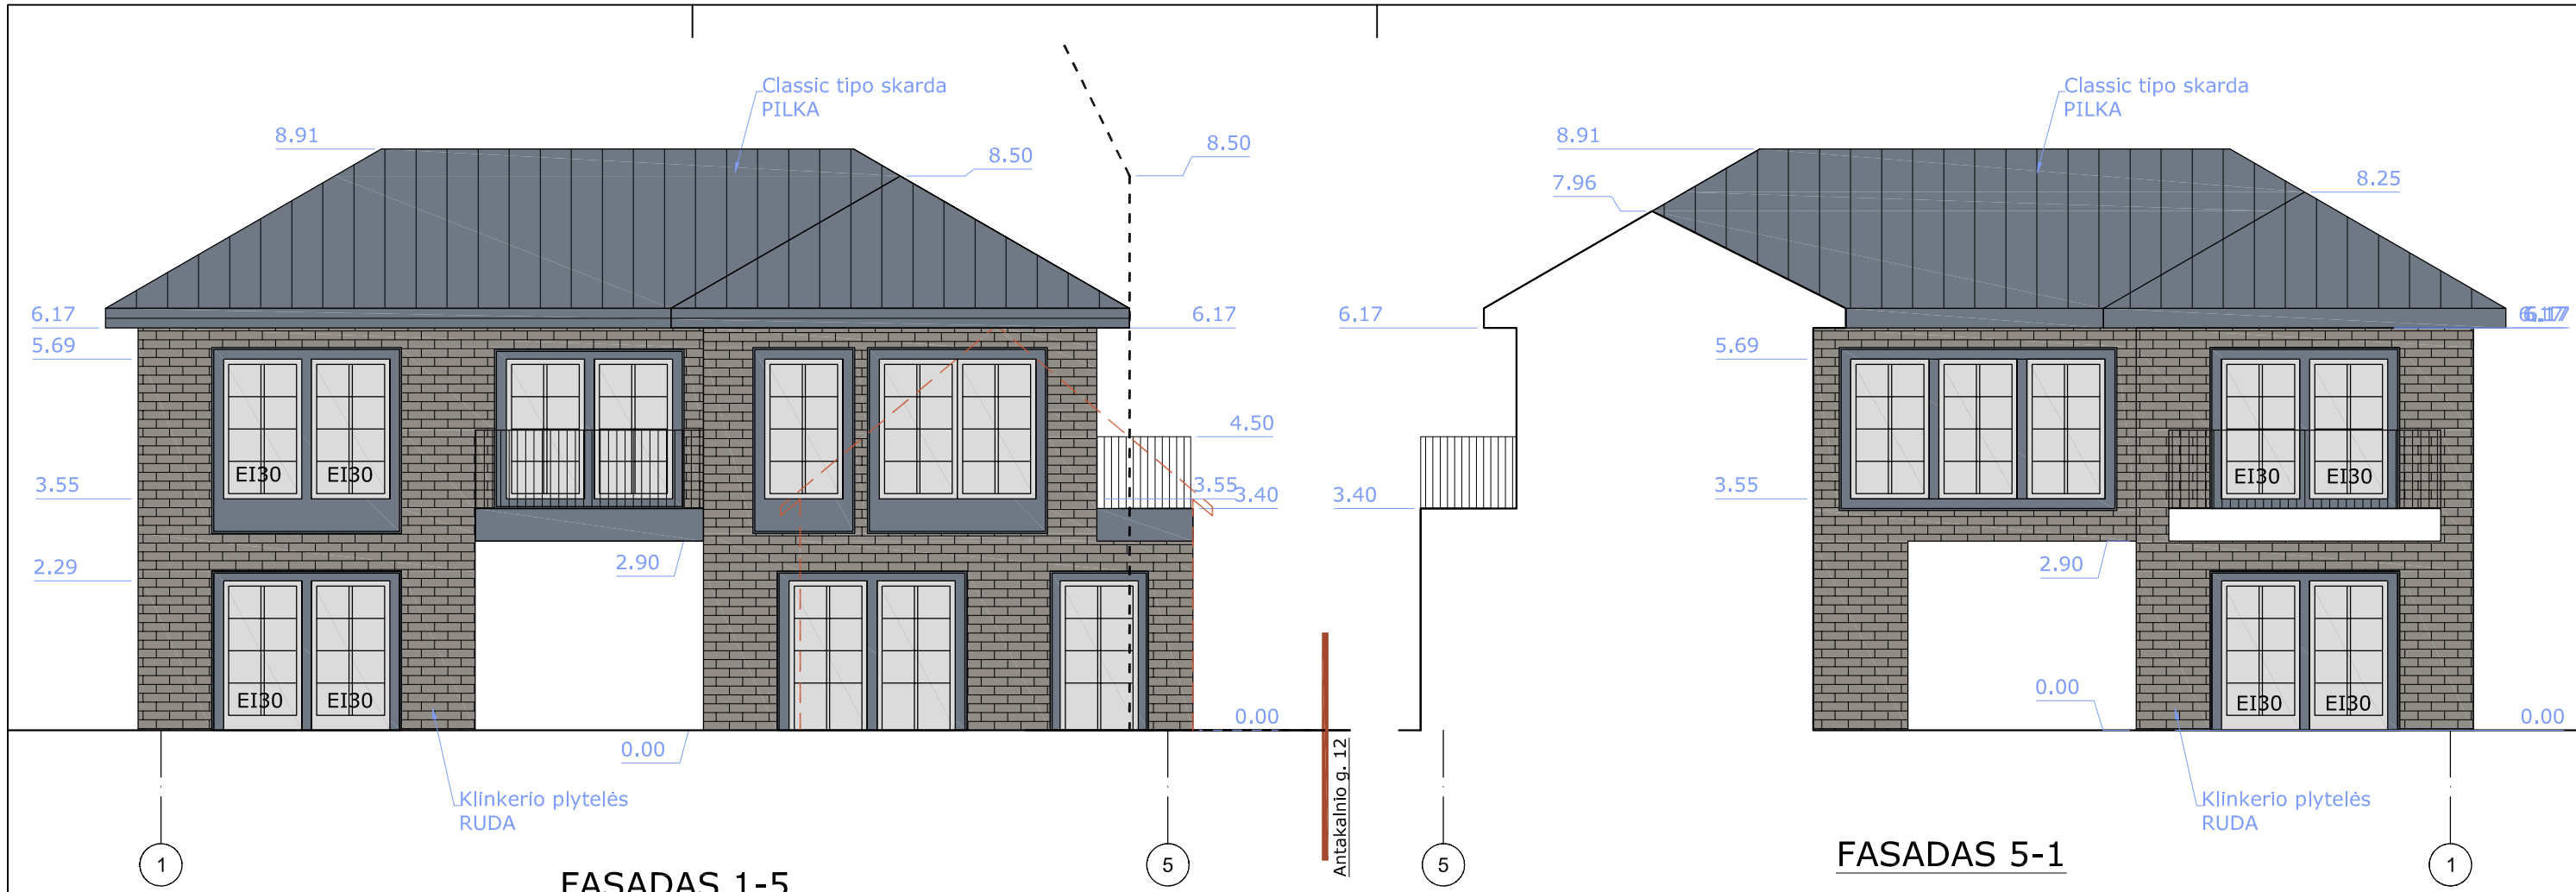 Classic tipo skarda
PILKA
8.91
8.50
8.50
6.17
5.69
3.55
2.29
6.17
4.50
3.55
3.40
2.90
0.00
0.00
EI30
EI30
EI30
EI30
Klinkerio plytelės
RUDA
Antakalnio g. 12
1
5
FASADAS 1-5
Classic tipo skarda
PILKA
8.91
7.96
8.25
6.17
6.17
6.17
5.69
3.55
3.40
2.90
0.00
0.00
EI30
EI30
EI30
EI30
Klinkerio plytelės
RUDA
5
1
FASADAS 5-1